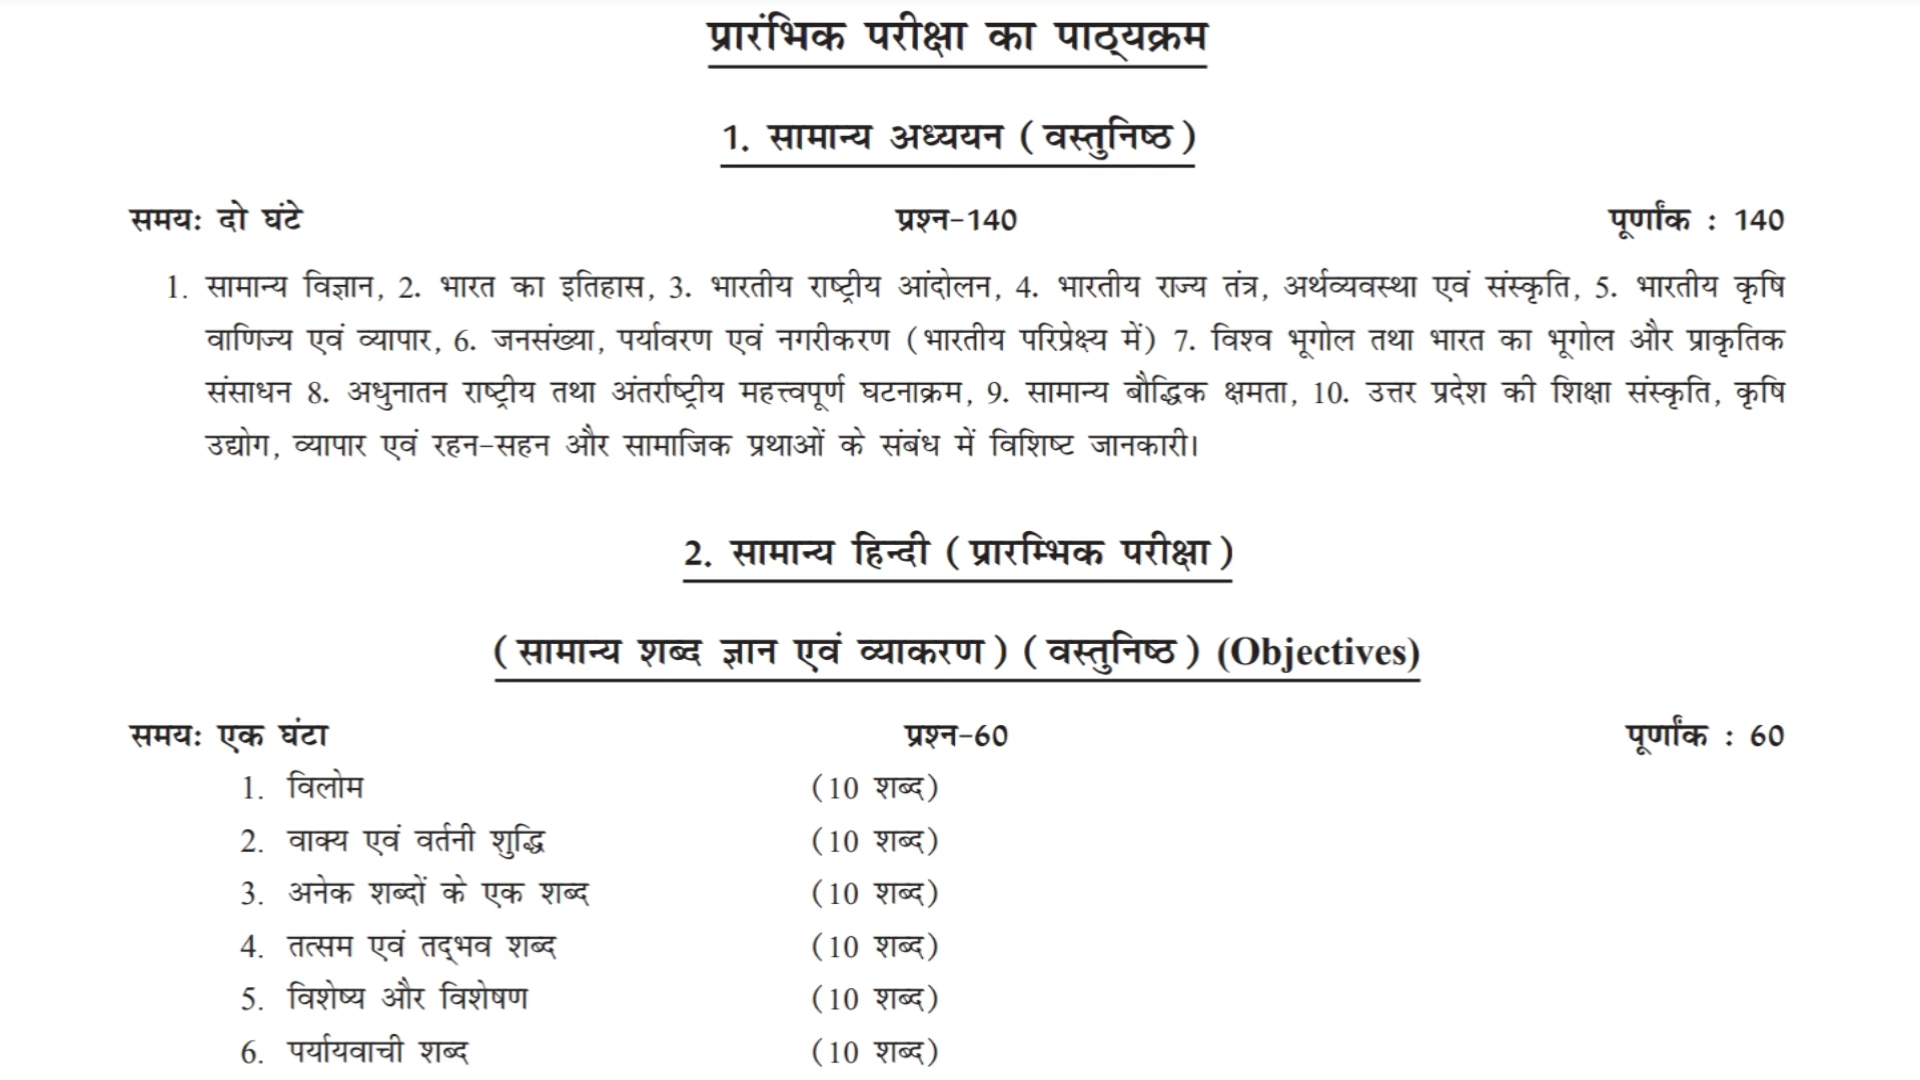 प्रारंभिक परीक्षा का पाठ्यक्रम
1. सामान्य अध्ययन ( वस्तुनिष्ठ )
समयः दो घंटे प्रश्न-140 पूर्णांक : 140
1. सामान्य विज्ञान, 2. भारत का इतिहास, 3. भारतीय राष्ट्रीय आंदोलन, 4. भारतीय राज्य तंत्र, अर्थव्यवस्था एवं संस्कृति, 5. भारतीय कृषि
वाणिज्य एवं व्यापार, 6. जनसंख्या, पर्यावरण एवं नगरीकरण (भारतीय परिप्रेक्ष्य में) 7. विश्व भूगोल तथा भारत का भूगोल और प्राकृतिक
संसाधन 8. अधुनातन राष्ट्रीय तथा अंतर्राष्ट्रीय महत्त्वपूर्ण घटनाक्रम, 9. सामान्य बौद्धिक क्षमता, 10. उत्तर प्रदेश की शिक्षा संस्कृति, कृषि
उद्योग, व्यापार एवं रहन-सहन और सामाजिक प्रथाओं के संबंध में विशिष्ट जानकारी।
2. सामान्य हिन्दी ( प्रारम्भिक परीक्षा )
( सामान्य शब्द ज्ञान एवं व्याकरण ) ( वस्तुनिष्ठ ) (Objectives)
समयः एक घंटा प्रश्न-60 पूर्णांक : 60
1. विलोम (10 शब्द)
2. वाक्य एवं वर्तनी शुद्धि (10 शब्द)
3. अनेक शब्दों के एक शब्द (10 शब्द)
4. तत्सम एवं तद्‌भव शब्द (10 शब्द)
5. विशेष्य और विशेषण (10 शब्द)
6. पर्यायवाची शब्द (10 शब्द)